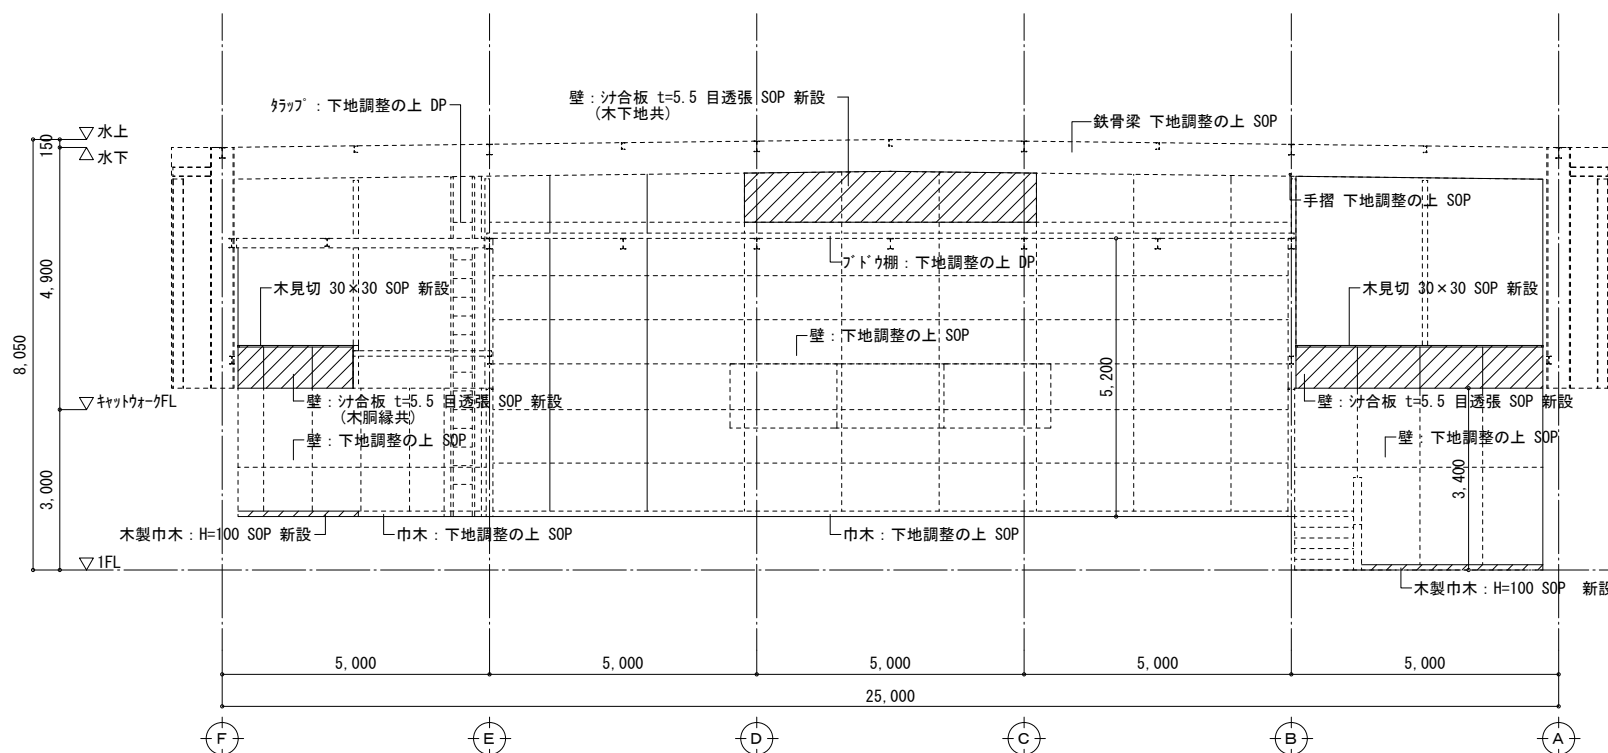 タラップ：下地調整の上 DP
壁：シナ合板 t=5.5 目透張 SOP 新設
(木下地共)
鉄骨梁 下地調整の上 SOP
水上
水下
150
手摺 下地調整の上 SOP
ブドウ棚：下地調整の上 DP
4,900
木見切 30×30 SOP 新設
木見切 30×30 SOP 新設
壁：下地調整の上 SOP
8,050
5,200
キャットウォークFL
壁：シナ合板 t=5.5 目透張 SOP 新設
(木胴縁共)
壁：シナ合板 t=5.5 目透張 SOP 新設
壁：下地調整の上 SOP
壁：下地調整の上 SOP
3,000
3,400
木製巾木：H=100 SOP 新設
巾木：下地調整の上 SOP
巾木：下地調整の上 SOP
1FL
木製巾木：H=100 SOP 新設
5,000 5,000 5,000 5,000 5,000
25,000
F E D C B A